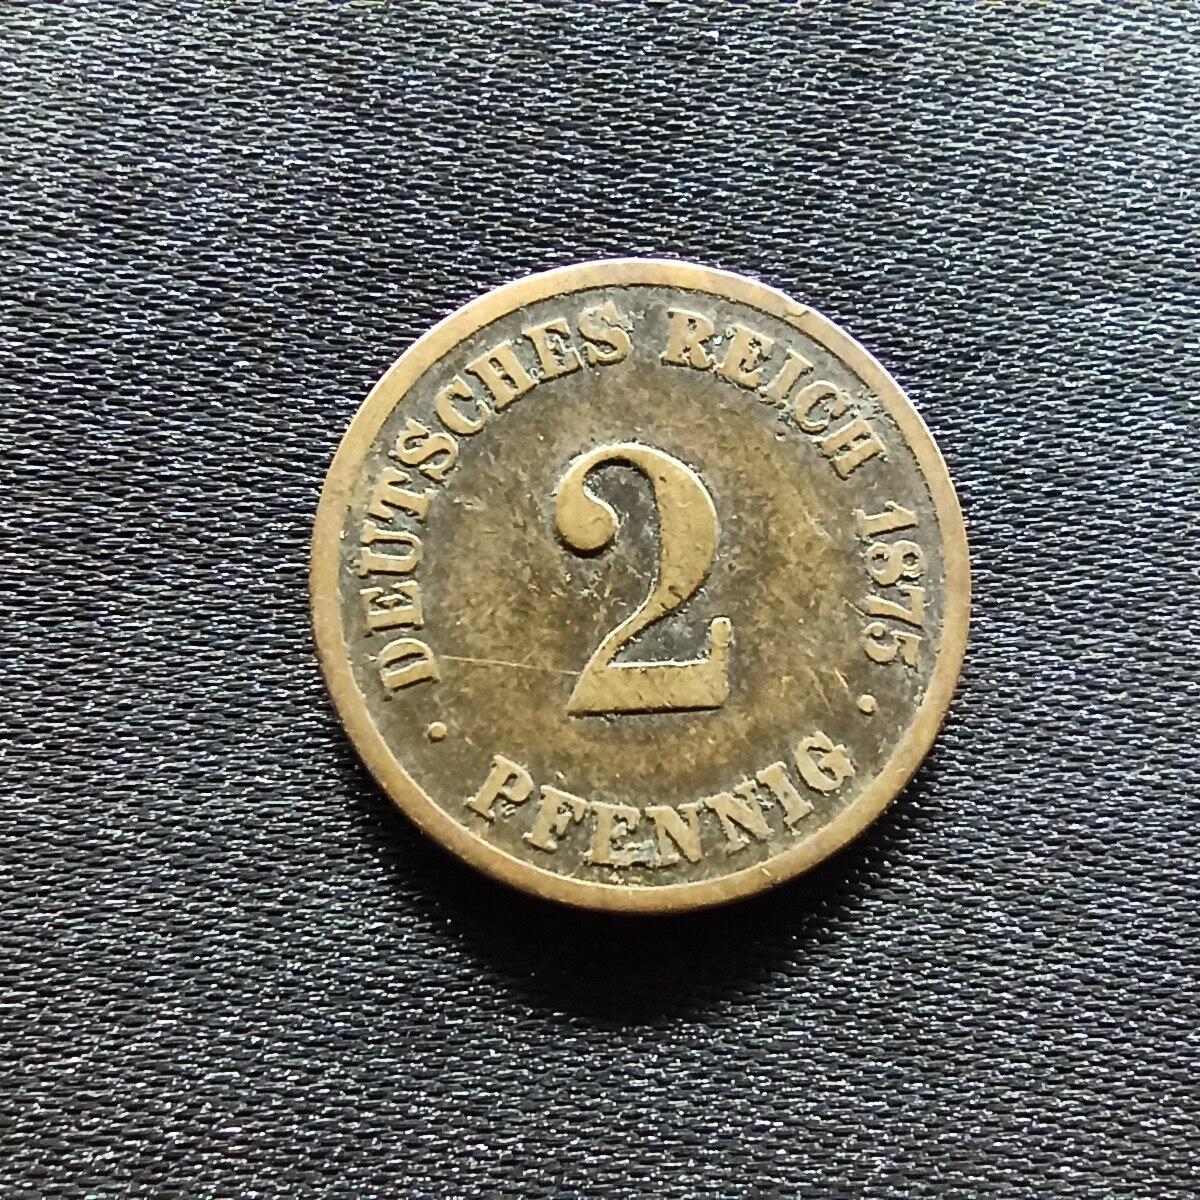 DEUTSCHES REICH 1875
2
PFENNIG